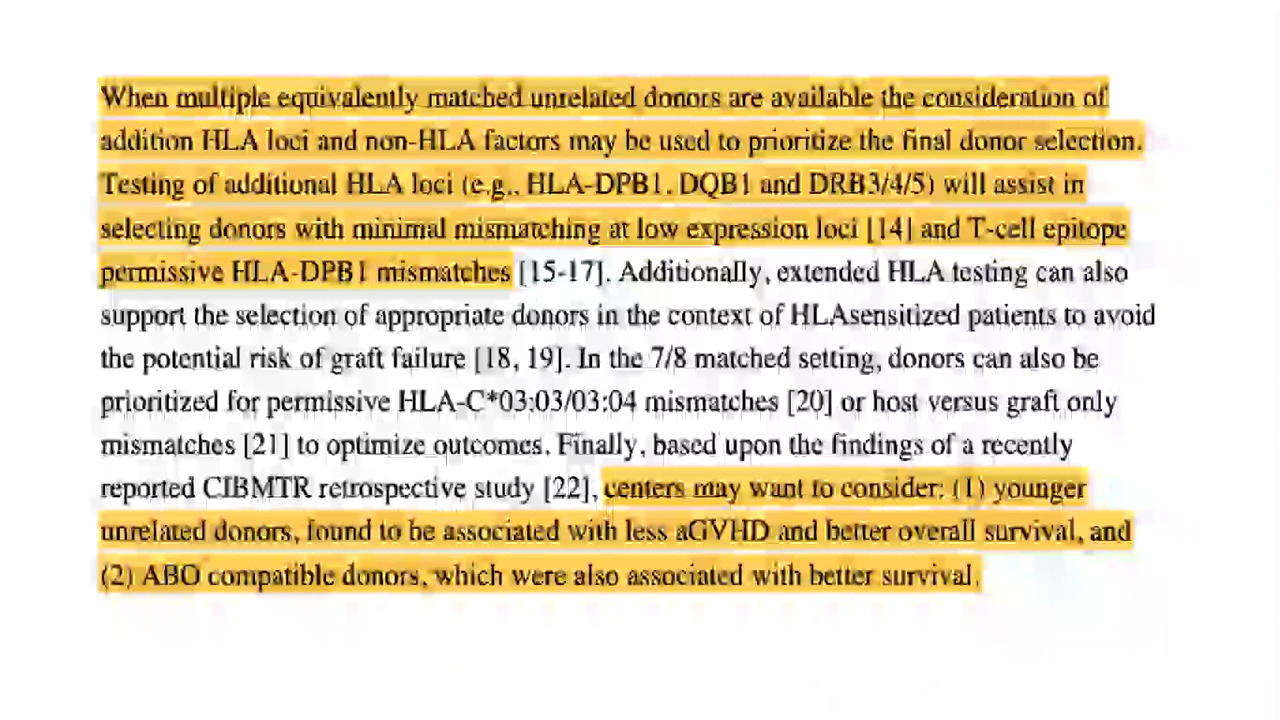 When multiple equivalently matched unrelated donors are available the consideration of
addition HLA loci and non-HLA factors may be used to prioritize the final donor selection.
Testing of additional HLA loci (e.g., HLA-DPB1, DQB1 and DRB3/4/5) will assist in
selecting donors with minimal mismatching at low expression loci [14] and T-cell epitope
permissive HLA-DPB1 mismatches [15-17]. Additionally, extended HLA testing can also
support the selection of appropriate donors in the context of HLAsensitized patients to avoid
the potential risk of graft failure [18, 19]. In the 7/8 matched setting, donors can also be
prioritized for permissive HLA-C*03:03/03:04 mismatches [20] or host versus graft only
mismatches [21] to optimize outcomes. Finally, based upon the findings of a recently
reported CIBMTR retrospective study [22], centers may want to consider: (1) younger
unrelated donors, found to be associated with less aGVHD and better overall survival, and
(2) ABO compatible donors, which were also associated with better survival.